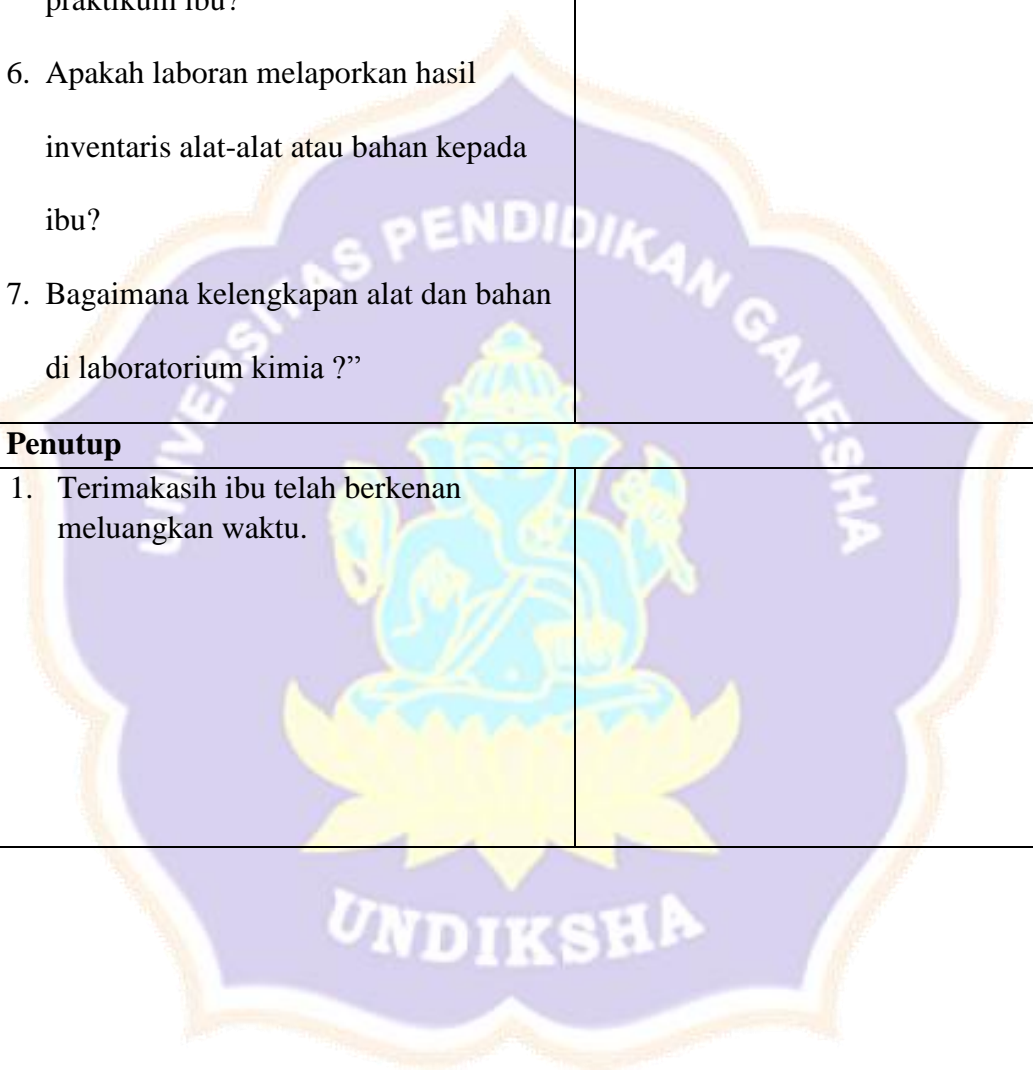 praktikum ibu?
6. Apakah laboran melaporkan hasil
inventaris alat-alat atau bahan kepada
ibu?
7. Bagaimana kelengkapan alat dan bahan
di laboratorium kimia ?”
Penutup
1. Terimakasih ibu telah berkenan
meluangkan waktu.
UNIVERSITAS PENDIDIKAN GANESHA
UNDIKSHA